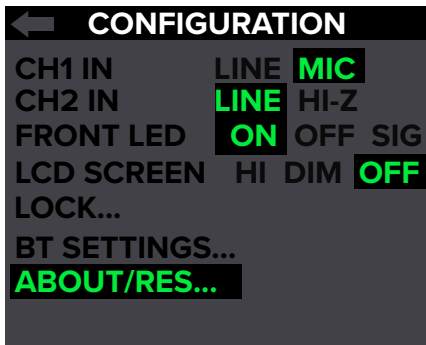 CONFIGURATION
CH1 IN LINE MIC
CH2 IN LINE HI-Z
FRONT LED ON OFF SIG
LCD SCREEN HI DIM OFF
LOCK...
BT SETTINGS...
ABOUT/RES...